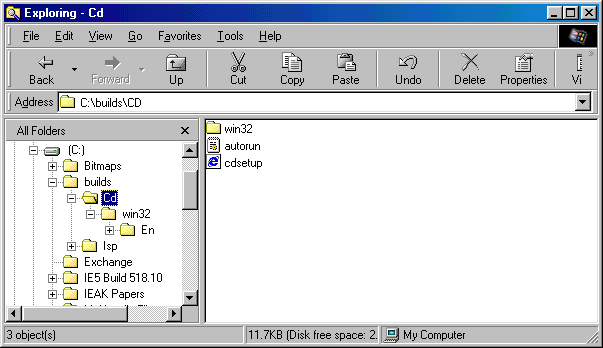 Exploring - Cd
File Edit View Go Favorites Tools Help
Back Forward Up Cut Copy Paste Undo Delete Properties Vi
Address C:\builds\CD
All Folders
(C:)
Bitmaps
builds
Cd
win32
En
Isp
Exchange
IE5 Build 518.10
IEAK Papers
win32
autorun
cdsetup
3 object(s) 11.7KB (Disk free space: 2. My Computer